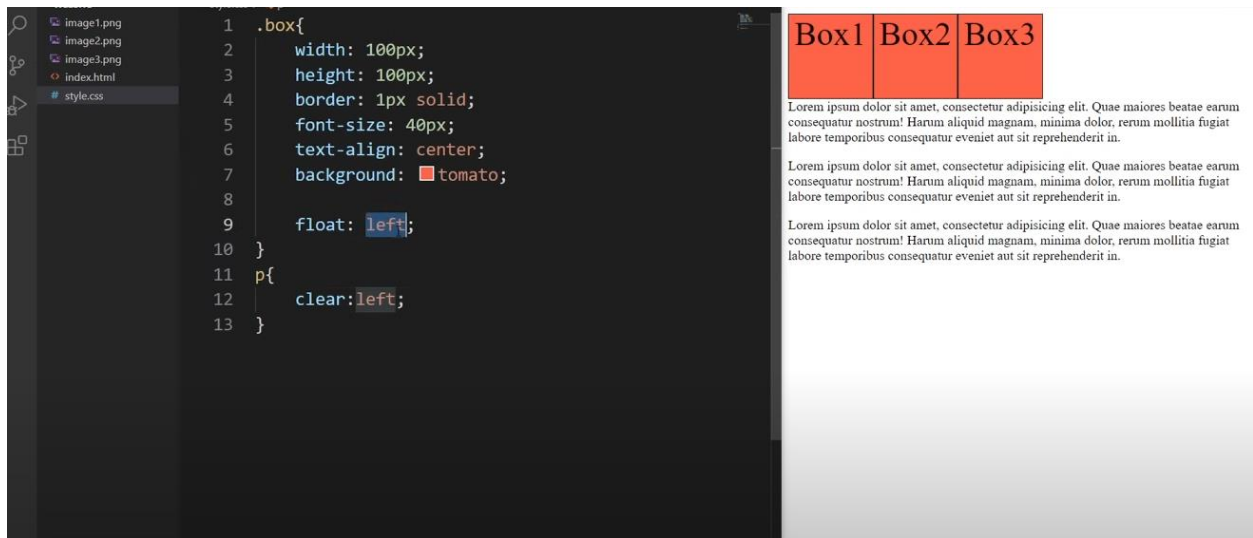 image1.png
image2.png
image3.png
index.html
# style.css
1 .box{
2 width: 100px;
3 height: 100px;
4 border: 1px solid;
5 font-size: 40px;
6 text-align: center;
7 background: tomato;
8
9 float: left;
10 }
11 p{
12 clear:left;
13 }
Box1 Box2 Box3
Lorem ipsum dolor sit amet, consectetur adipisicing elit. Quae maiores beatae earum
consequatur nostrum! Harum aliquid magnam, minima dolor, rerum mollitia fugiat
labore temporibus consequatur eveniet aut sit reprehenderit in.
Lorem ipsum dolor sit amet, consectetur adipisicing elit. Quae maiores beatae earum
consequatur nostrum! Harum aliquid magnam, minima dolor, rerum mollitia fugiat
labore temporibus consequatur eveniet aut sit reprehenderit in.
Lorem ipsum dolor sit amet, consectetur adipisicing elit. Quae maiores beatae earum
consequatur nostrum! Harum aliquid magnam, minima dolor, rerum mollitia fugiat
labore temporibus consequatur eveniet aut sit reprehenderit in.